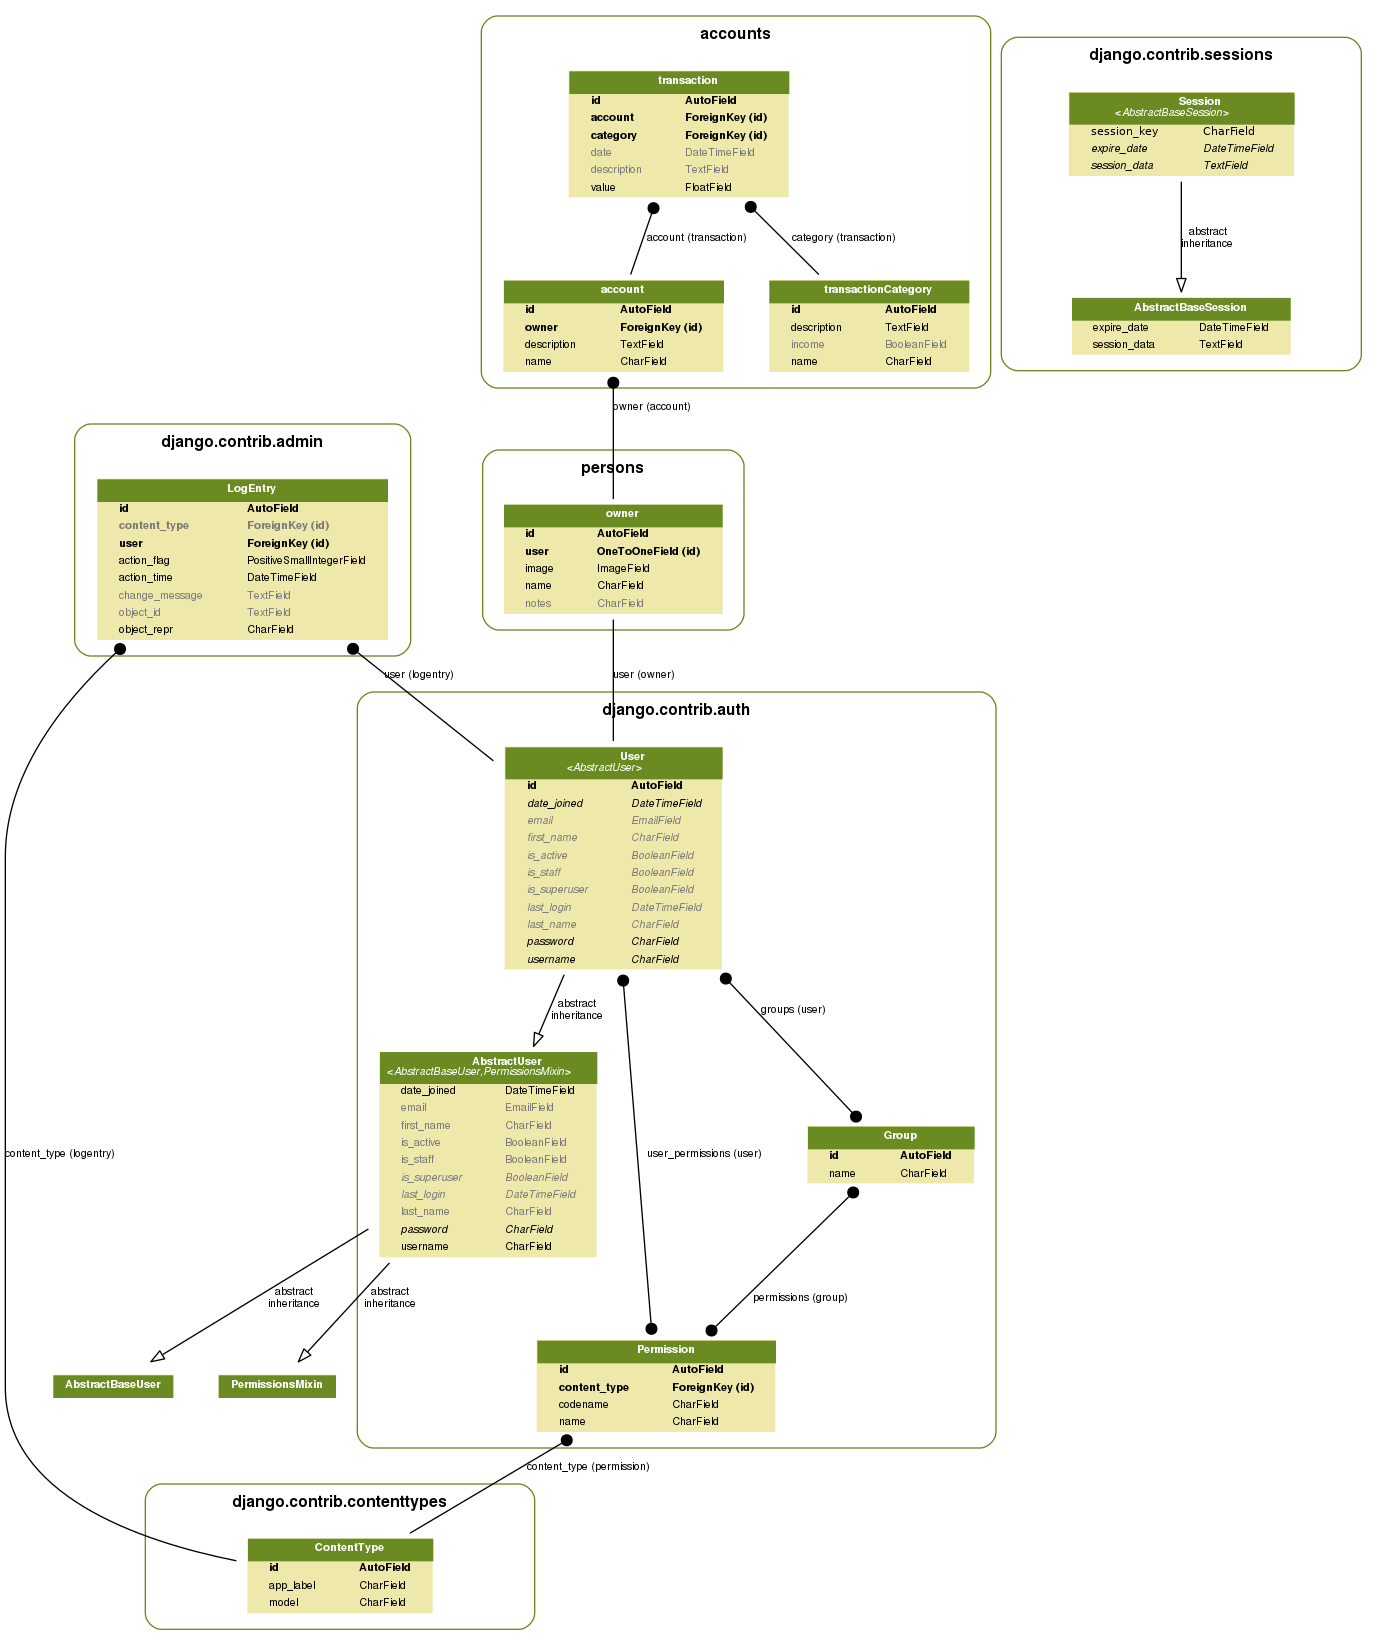 accounts
transaction
id AutoField
account ForeignKey (id)
category ForeignKey (id)
date DateTimeField
description TextField
value FloatField
account (transaction)
category (transaction)
account
id AutoField
owner ForeignKey (id)
description TextField
name CharField
transactionCategory
id AutoField
description TextField
income BooleanField
name CharField
django.contrib.sessions
Session
<AbstractBaseSession>
session_key CharField
expire_date DateTimeField
session_data TextField
abstract
inheritance
AbstractBaseSession
expire_date DateTimeField
session_data TextField
owner (account)
django.contrib.admin
LogEntry
id AutoField
content_type ForeignKey (id)
user ForeignKey (id)
action_flag PositiveSmallIntegerField
action_time DateTimeField
change_message TextField
object_id TextField
object_repr CharField
persons
owner
id AutoField
user OneToOneField (id)
image ImageField
name CharField
notes CharField
user (logentry)
user (owner)
django.contrib.auth
User
<AbstractUser>
id AutoField
date_joined DateTimeField
email EmailField
first_name CharField
is_active BooleanField
is_staff BooleanField
is_superuser BooleanField
last_login DateTimeField
last_name CharField
password CharField
username CharField
abstract
inheritance
groups (user)
AbstractUser
<AbstractBaseUser,PermissionsMixin>
date_joined DateTimeField
email EmailField
first_name CharField
is_active BooleanField
is_staff BooleanField
is_superuser BooleanField
last_login DateTimeField
last_name CharField
password CharField
username CharField
Group
id AutoField
name CharField
content_type (logentry)
user_permissions (user)
abstract
inheritance
abstract
inheritance
permissions (group)
AbstractBaseUser
PermissionsMixin
Permission
id AutoField
content_type ForeignKey (id)
codename CharField
name CharField
content_type (permission)
django.contrib.contenttypes
ContentType
id AutoField
app_label CharField
model CharField